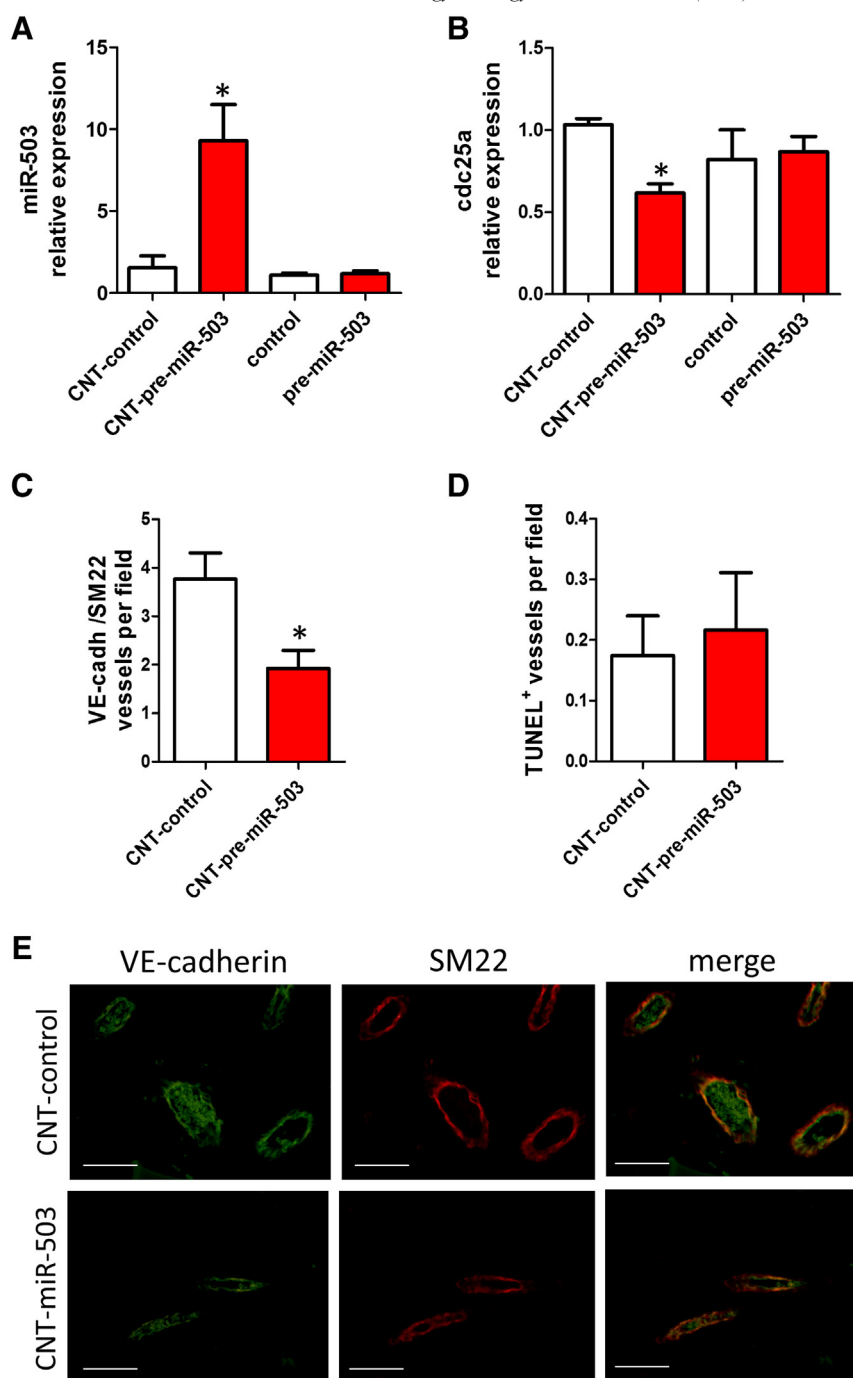 A
miR-503
relative expression
15
10
5
0
*
CNT-control
CNT-pre-miR-503
control
pre-miR-503
B
cdc25a
relative expression
1.5
1.0
0.5
0.0
*
CNT-control
CNT-pre-miR-503
control
pre-miR-503
C
VE-cadh /SM22
vessels per field
5
4
3
2
1
0
*
CNT-control
CNT-pre-miR-503
D
TUNEL⁺ vessels per field
0.4
0.3
0.2
0.1
0.0
CNT-control
CNT-pre-miR-503
E
VE-cadherin SM22 merge
CNT-control
CNT-miR-503